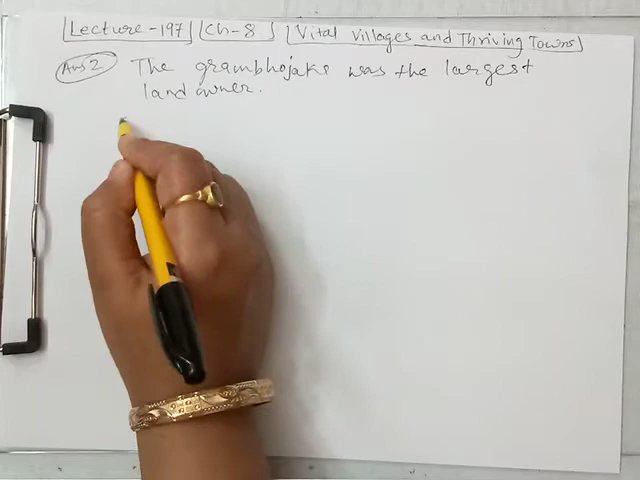 Lecture-197 Ch-8 Vital Villages and Thriving Towns
Ans 2 The grambhojaka was the largest
land owner.